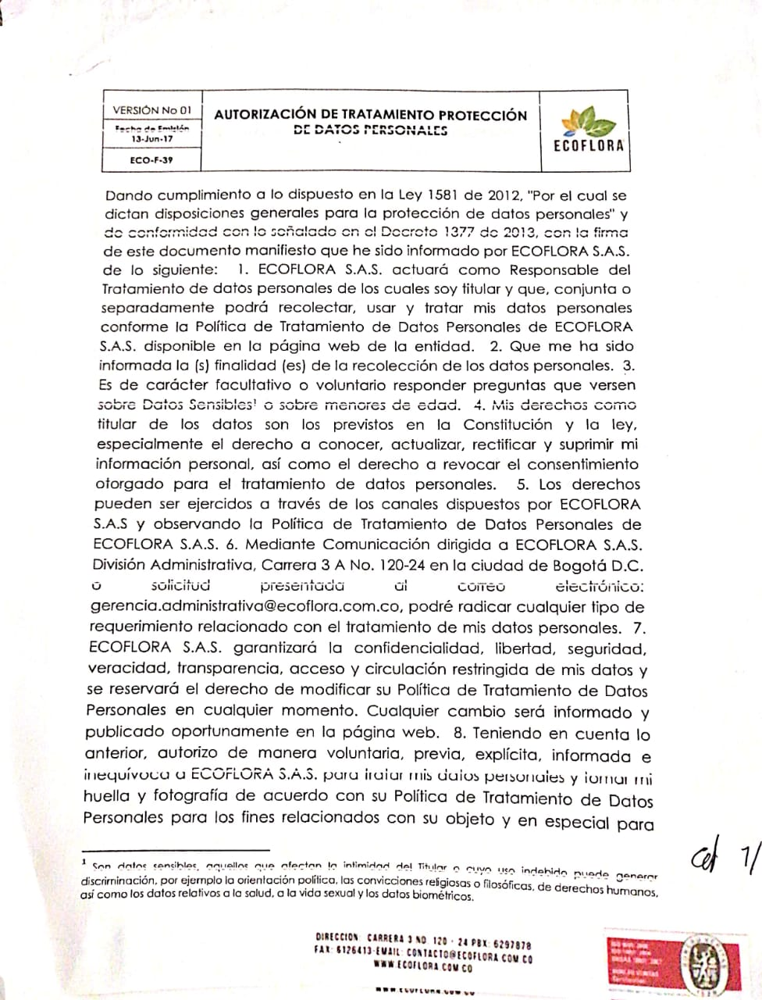 VERSIÓN No 01
Fecha de Emisión
13-Jun-17
ECO-F-39
AUTORIZACIÓN DE TRATAMIENTO PROTECCIÓN
DE DATOS PERSONALES
ECOFLORA
Dando cumplimiento a lo dispuesto en la Ley 1581 de 2012, "Por el cual se
dictan disposiciones generales para la protección de datos personales" y
de conformidad con lo señalado en el Decreto 1377 de 2013, con la firma
de este documento manifiesto que he sido informado por ECOFLORA S.A.S.
de lo siguiente: 1. ECOFLORA S.A.S. actuará como Responsable del
Tratamiento de datos personales de los cuales soy titular y que, conjunta o
separadamente podrá recolectar, usar y tratar mis datos personales
conforme la Política de Tratamiento de Datos Personales de ECOFLORA
S.A.S. disponible en la página web de la entidad. 2. Que me ha sido
informada la (s) finalidad (es) de la recolección de los datos personales. 3.
Es de carácter facultativo o voluntario responder preguntas que versen
sobre Datos Sensibles¹ o sobre menores de edad. 4. Mis derechos como
titular de los datos son los previstos en la Constitución y la ley,
especialmente el derecho a conocer, actualizar, rectificar y suprimir mi
información personal, así como el derecho a revocar el consentimiento
otorgado para el tratamiento de datos personales. 5. Los derechos
pueden ser ejercidos a través de los canales dispuestos por ECOFLORA
S.A.S y observando la Política de Tratamiento de Datos Personales de
ECOFLORA S.A.S. 6. Mediante Comunicación dirigida a ECOFLORA S.A.S.
División Administrativa, Carrera 3 A No. 120-24 en la ciudad de Bogotá D.C.
o solicitud presentada al correo electrónico:
gerencia.administrativa@ecoflora.com.co, podré radicar cualquier tipo de
requerimiento relacionado con el tratamiento de mis datos personales. 7.
ECOFLORA S.A.S. garantizará la confidencialidad, libertad, seguridad,
veracidad, transparencia, acceso y circulación restringida de mis datos y
se reservará el derecho de modificar su Política de Tratamiento de Datos
Personales en cualquier momento. Cualquier cambio será informado y
publicado oportunamente en la página web. 8. Teniendo en cuenta lo
anterior, autorizo de manera voluntaria, previa, explícita, informada e
inequívoca a ECOFLORA S.A.S. para tratar mis datos personales y tomar mi
huella y fotografía de acuerdo con su Política de Tratamiento de Datos
Personales para los fines relacionados con su objeto y en especial para
1/
¹ Son datos sensibles, aquellos que afectan la intimidad del Titular o cuyo uso indebido puede generar
discriminación, por ejemplo la orientación política, las convicciones religiosas o filosóficas, de derechos humanos,
así como los datos relativos a la salud, a la vida sexual y los datos biométricos.
DIRECCION: CARRERA 3 NO. 120 - 24 PBX: 6297878
FAX: 6126413-EMAIL: CONTACTO@ECOFLORA.COM.CO
WWW.ECOFLORA.COM.CO
www.ecoflora.com.co